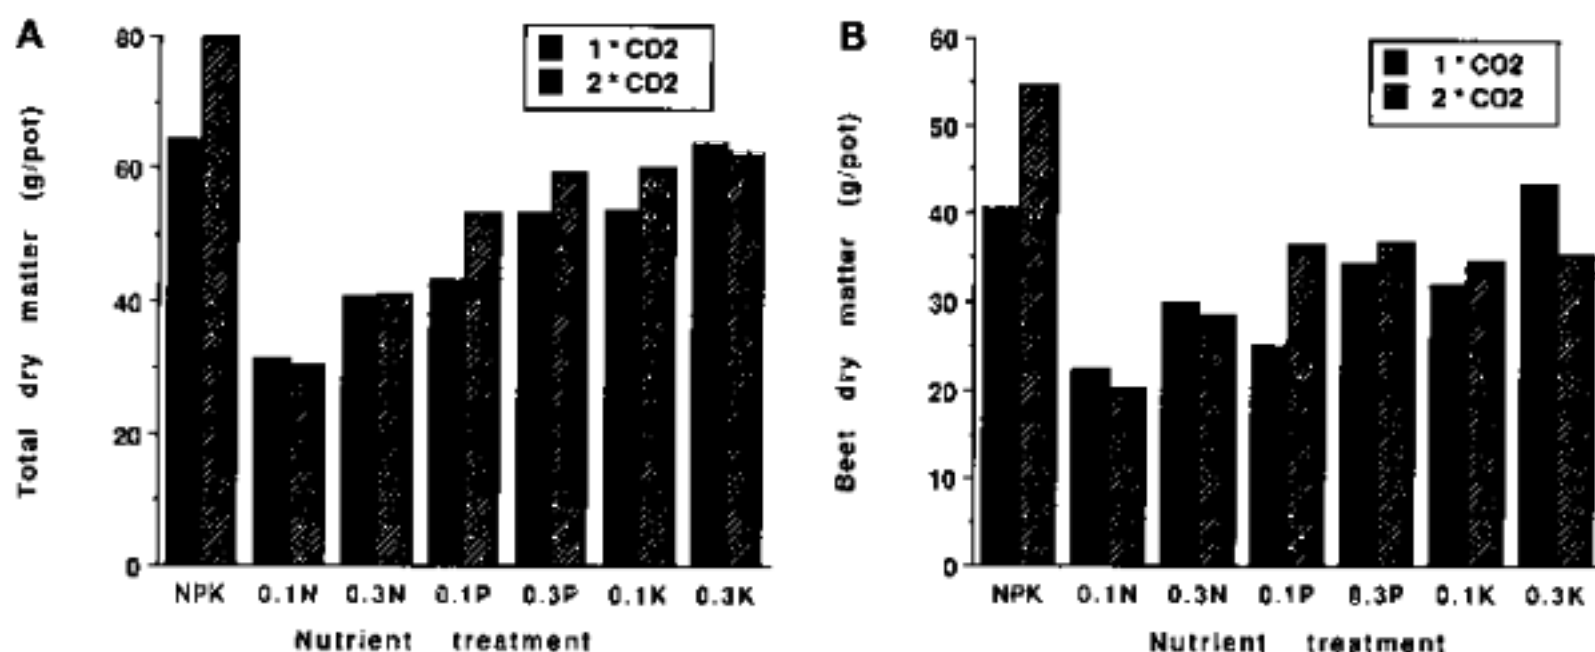 A
1 * CO2
2 * CO2
Total dry matter (g/pot)
80
60
40
20
0
NPK 0.1N 0.3N 0.1P 0.3P 0.1K 0.3K
Nutrient treatment
B
1 * CO2
2 * CO2
Beet dry matter (g/pot)
60
50
40
30
20
10
0
NPK 0.1N 0.3N 0.1P 0.3P 0.1K 0.3K
Nutrient treatment